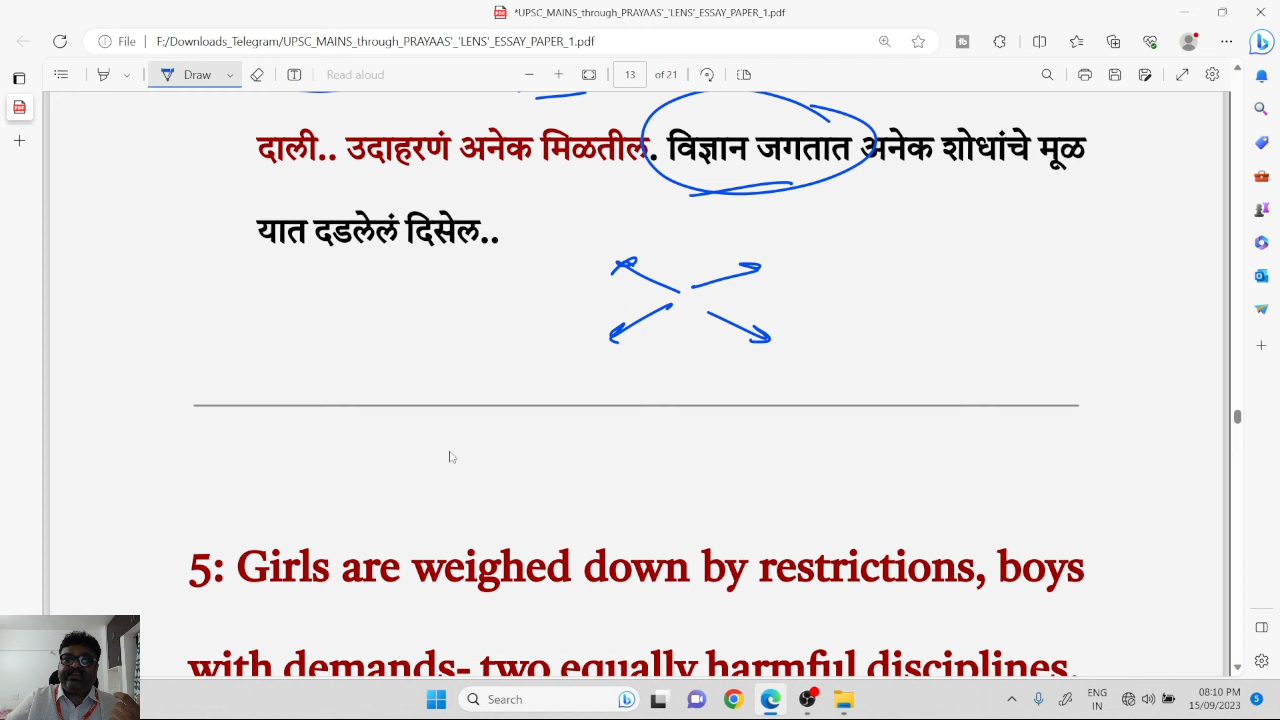 *UPSC_MAINS_through_PRAYAAS'_'LENS'_ESSAY_PAPER_1.pdf
File F:/Downloads_Telegram/UPSC_MAINS_through_PRAYAAS'_'LENS'_ESSAY_PAPER_1.pdf
Draw Read aloud 13 of 21
दाली.. उदाहरणं अनेक मिळतील. विज्ञान जगतात अनेक शोधांचे मूळ
यात दडलेलं दिसेल..
5: Girls are weighed down by restrictions, boys
with demands- two equally harmful disciplines.
Search ENG IN 08:10 PM 15/09/2023 5